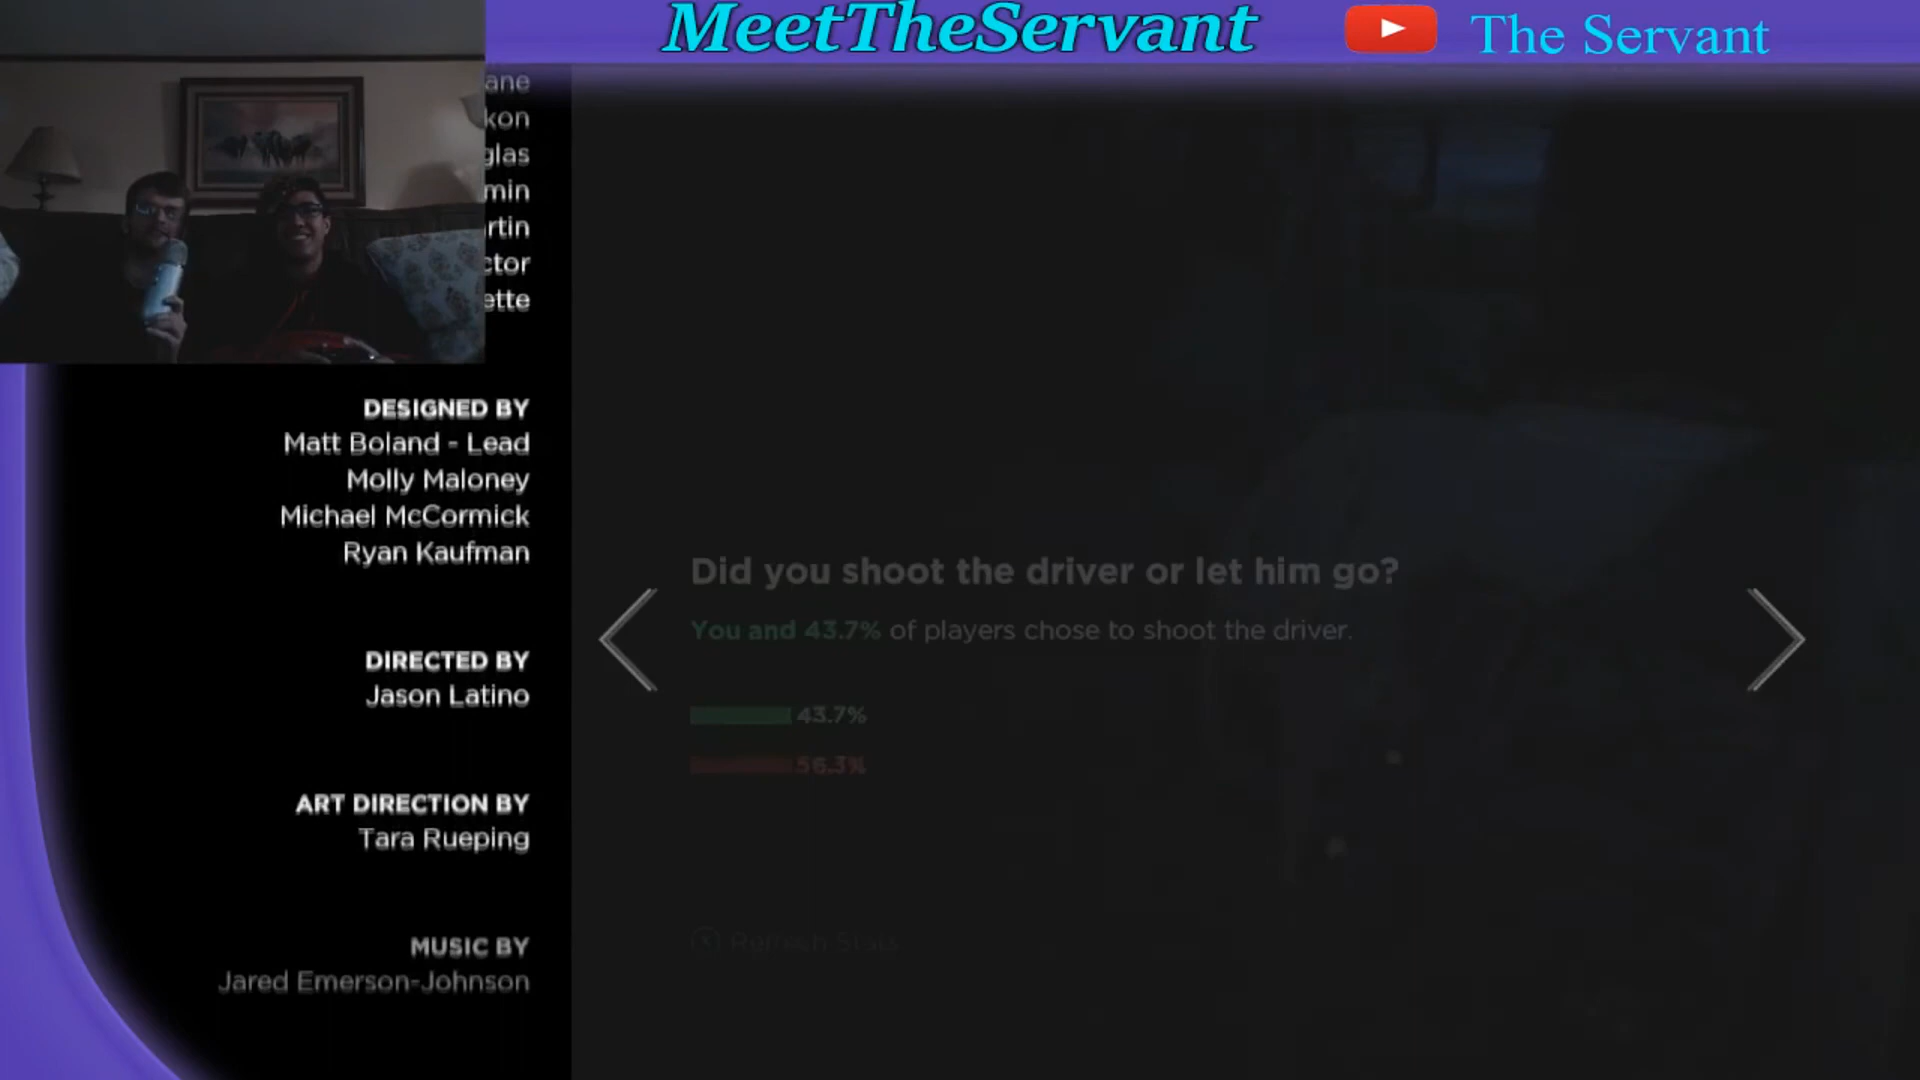 MeetTheServant
The Servant
ane
kon
glas
min
rtin
ctor
ette
DESIGNED BY
Matt Boland - Lead
Molly Maloney
Michael McCormick
Ryan Kaufman
DIRECTED BY
Jason Latino
ART DIRECTION BY
Tara Rueping
MUSIC BY
Jared Emerson-Johnson
Did you shoot the driver or let him go?
You and 43.7% of players chose to shoot the driver.
43.7%
56.3%
Refresh Stats